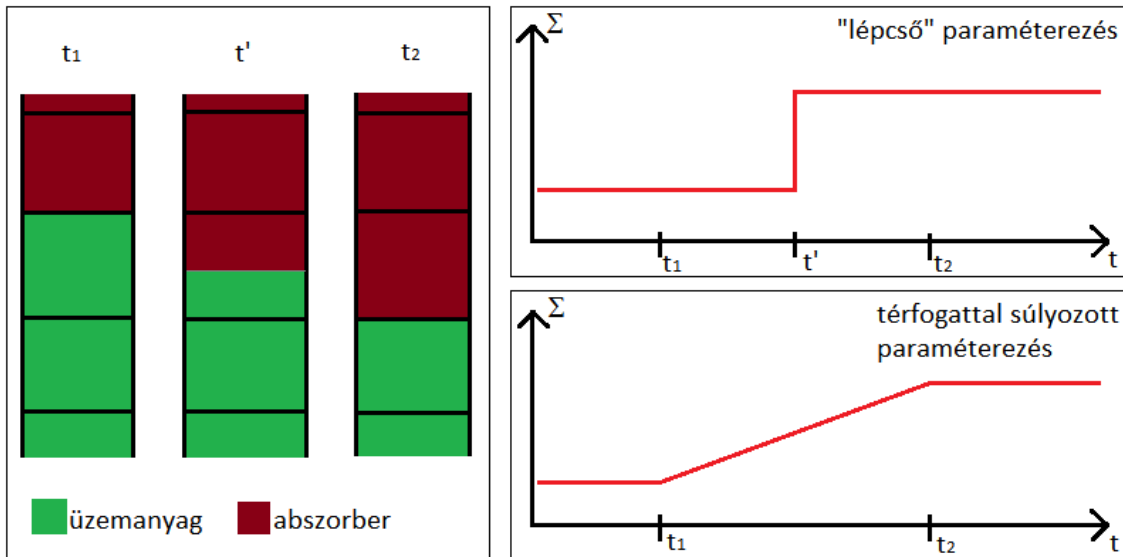 t₁
t'
t₂
üzemanyag
abszorber
Σ
"lépcső" paraméterezés
t₁
t'
t₂
t
Σ
térfogattal súlyozott
paraméterezés
t₁
t₂
t